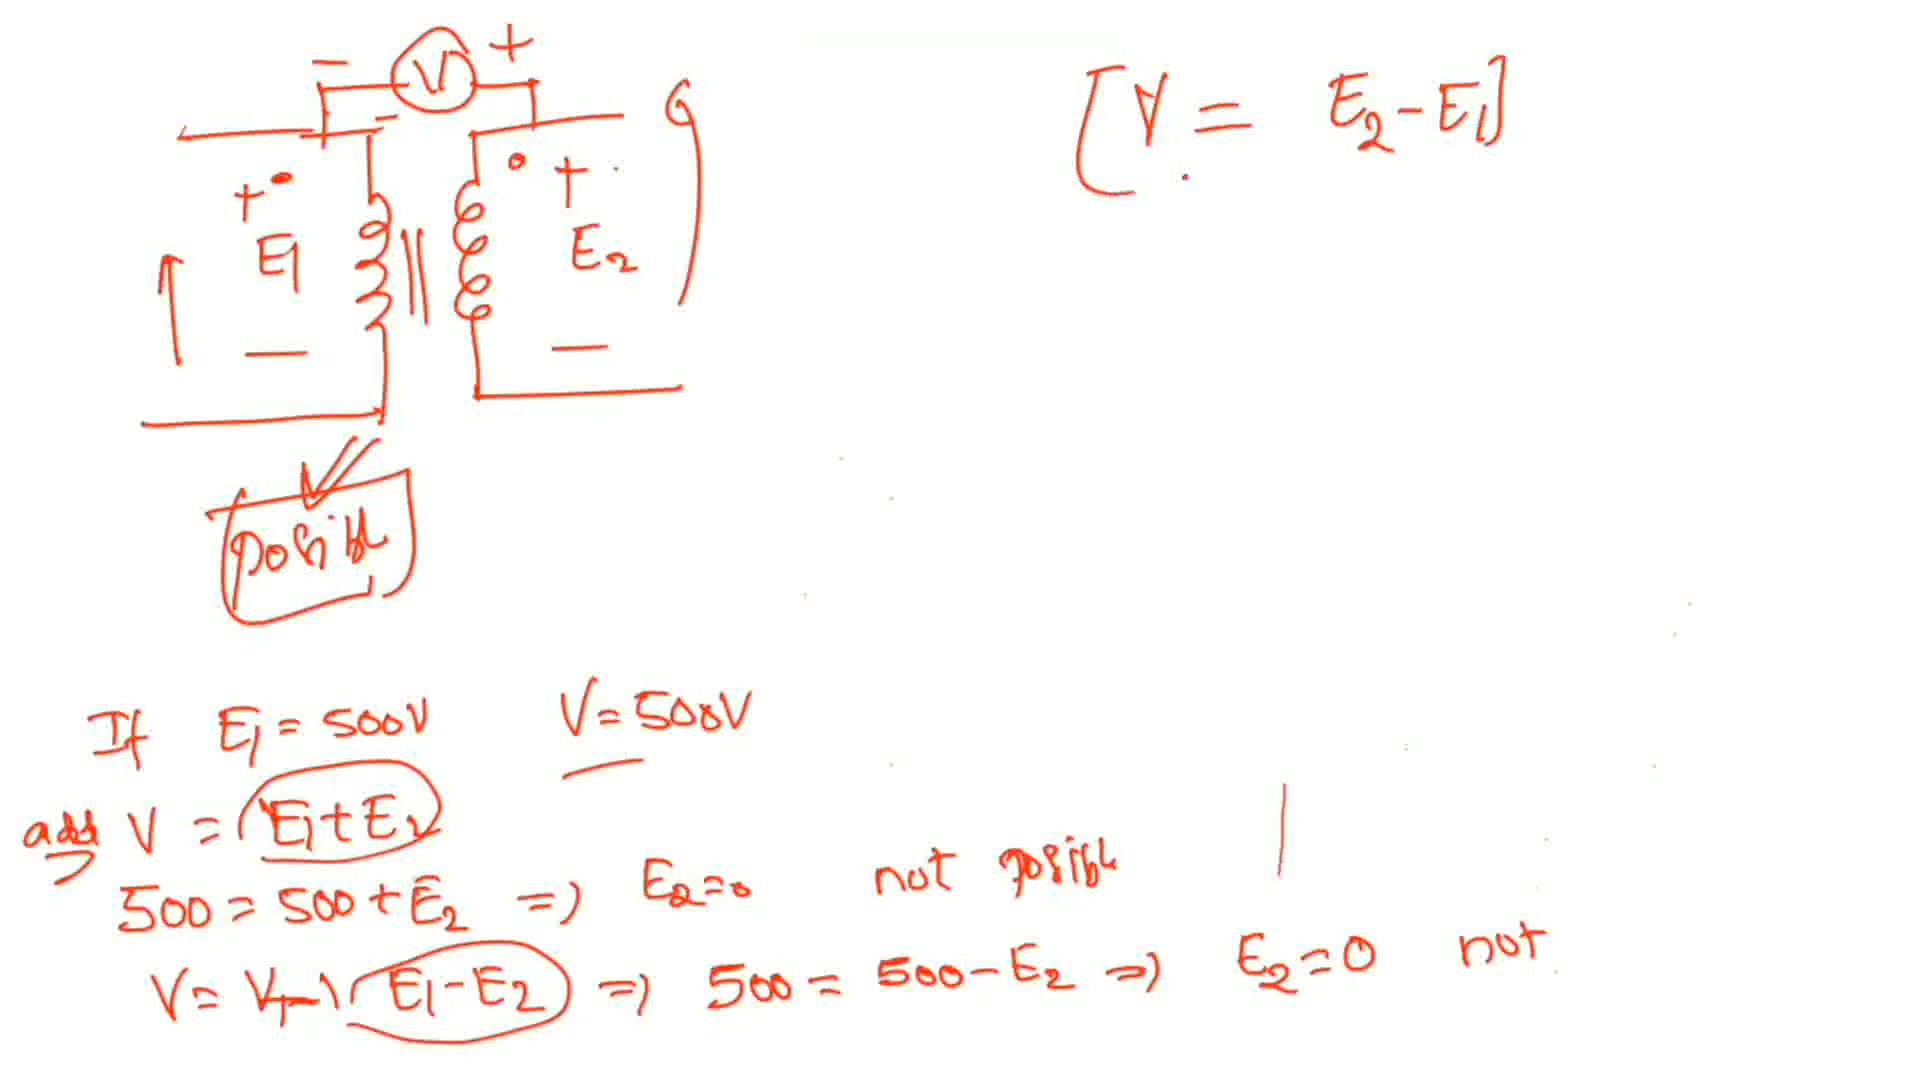 − V +
[V = E2-E1]
+ • • +
E1 E2
− −
posible
If E1 = 500V V = 500V
add V = E1+E2
500 = 500 + E2 => E2=0 not posible
V = E1-E2 => 500 = 500-E2 => E2=0 not